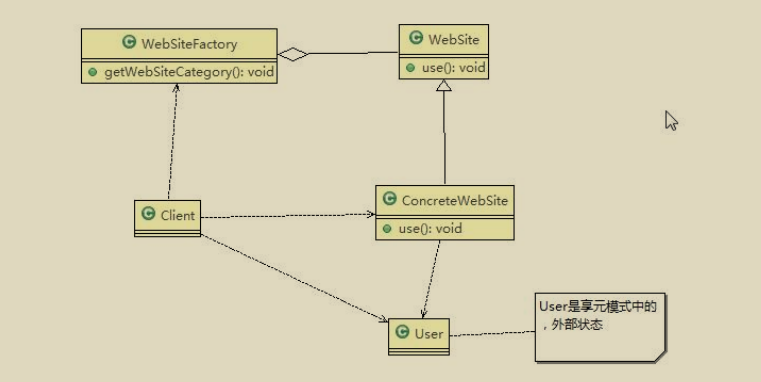 WebSiteFactory
getWebSiteCategory(): void
WebSite
use(): void
Client
ConcreteWebSite
use(): void
User
User是享元模式中的
，外部状态